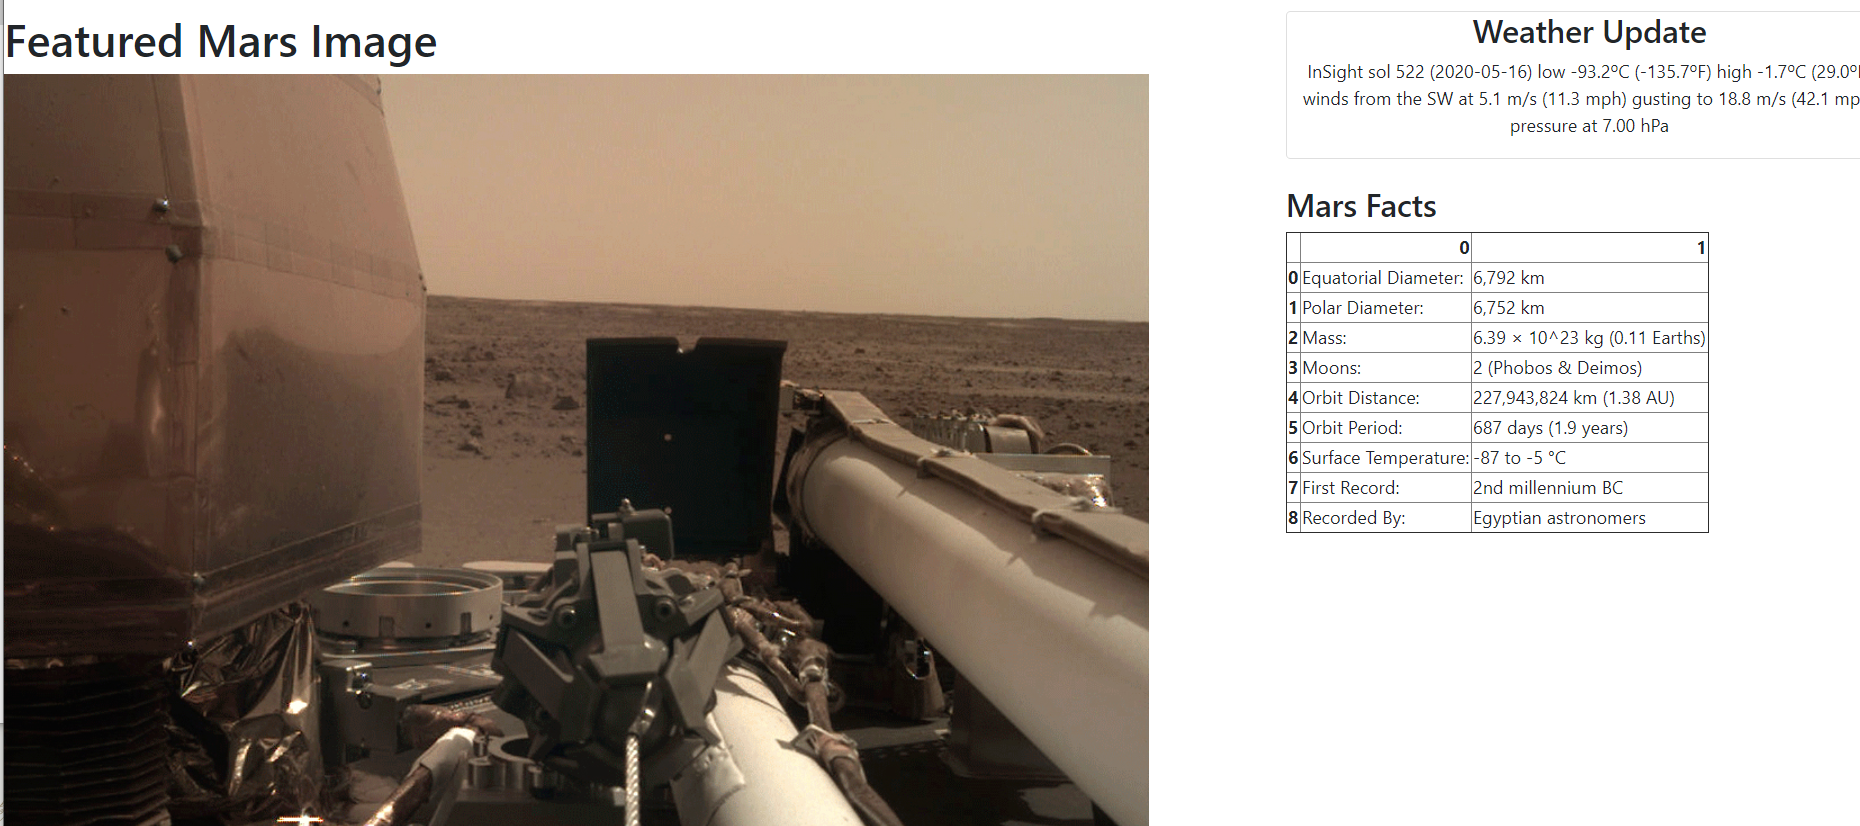 Featured Mars Image
Weather Update
InSight sol 522 (2020-05-16) low -93.2ºC (-135.7ºF) high -1.7ºC (29.0º
winds from the SW at 5.1 m/s (11.3 mph) gusting to 18.8 m/s (42.1 mp
pressure at 7.00 hPa
Mars Facts
0 1
0 Equatorial Diameter: 6,792 km
1 Polar Diameter: 6,752 km
2 Mass: 6.39 × 10^23 kg (0.11 Earths)
3 Moons: 2 (Phobos & Deimos)
4 Orbit Distance: 227,943,824 km (1.38 AU)
5 Orbit Period: 687 days (1.9 years)
6 Surface Temperature: -87 to -5 °C
7 First Record: 2nd millennium BC
8 Recorded By: Egyptian astronomers